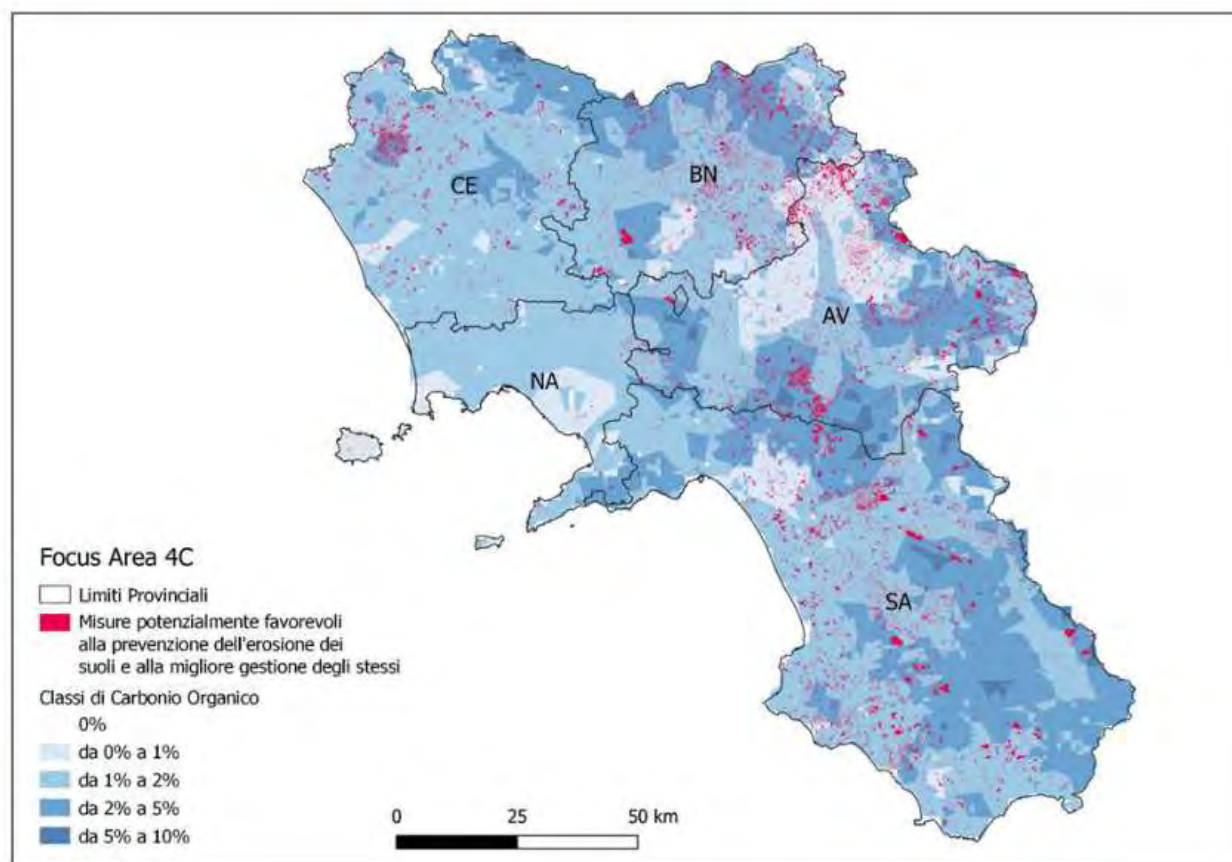 CE
BN
AV
NA
SA
Focus Area 4C
Limiti Provinciali
Misure potenzialmente favorevoli
alla prevenzione dell'erosione dei
suoli e alla migliore gestione degli stessi
Classi di Carbonio Organico
0%
da 0% a 1%
da 1% a 2%
da 2% a 5%
da 5% a 10%
0 25 50 km